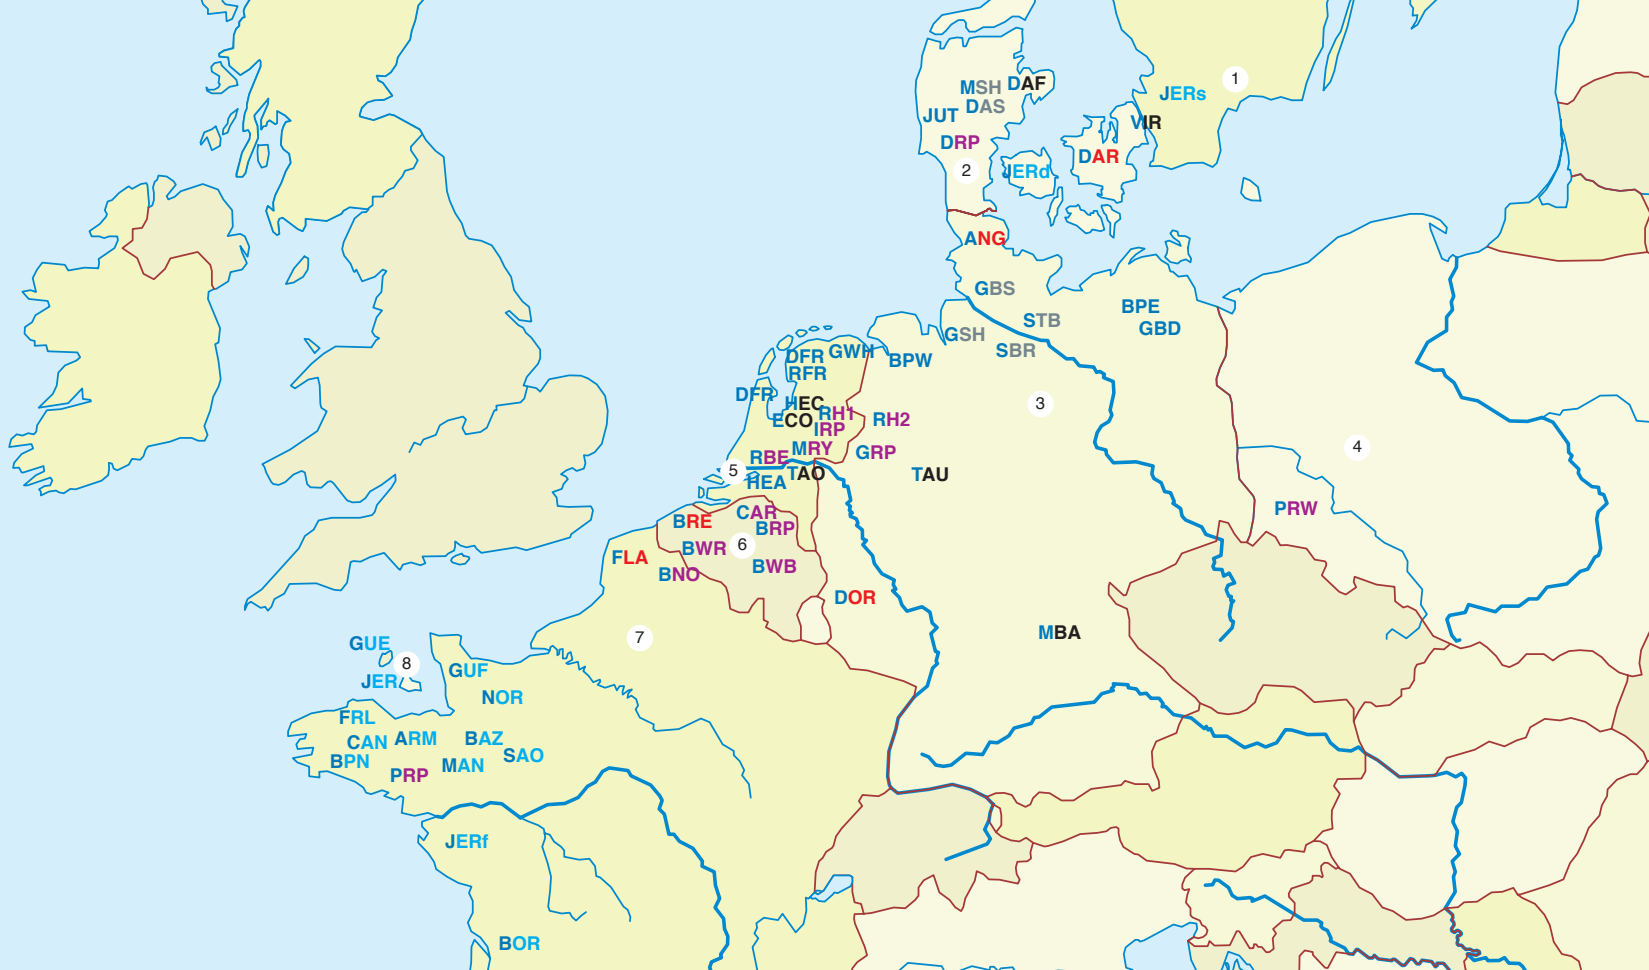 1
MSH DAF
JERs
DAS
JUT
VIR
DRP
DAR
2
JERd
ANG
GBS
BPE
STB
GBD
GSH
SBR
DFR GWH
BPW
RFR
DFR
HEC
3
RH1
ECO
RH2
IRP
4
MRY
GRP
RBE
5
TAO
TAU
HEA
PRW
CAR
BRE
BRP
6
BWR
FLA
BWB
BNO
DOR
MBA
7
GUE
8
GUF
JER
NOR
FRL
CAN ARM BAZ
SAO
BPN
MAN
PRP
JERf
BOR